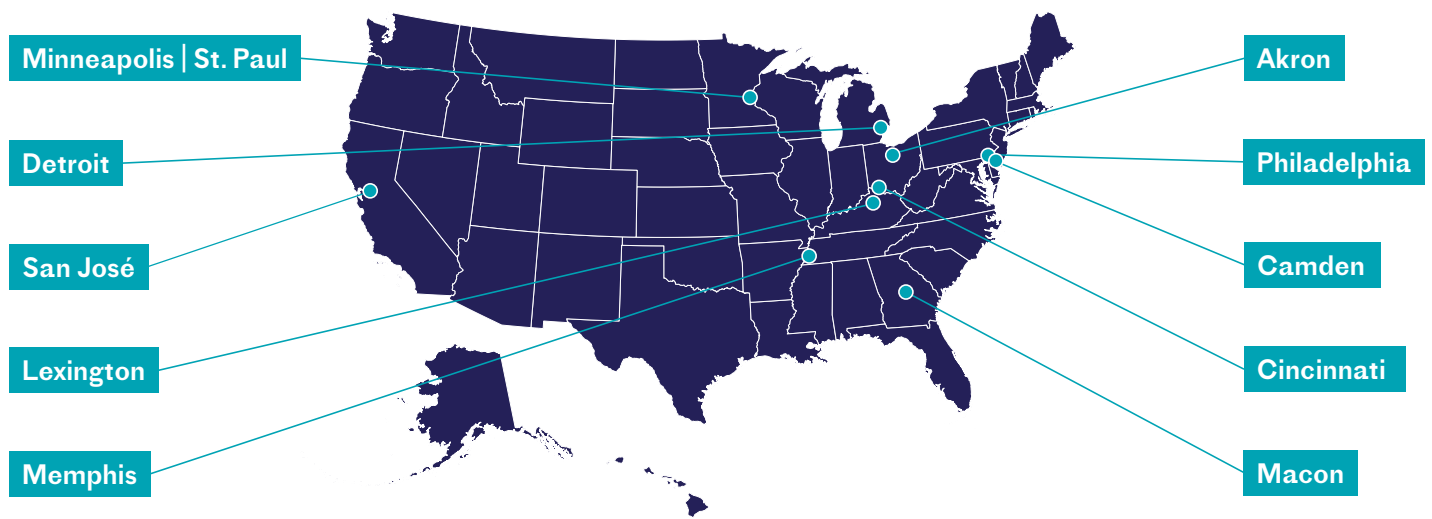 Minneapolis | St. Paul
Detroit
San José
Lexington
Memphis
Akron
Philadelphia
Camden
Cincinnati
Macon